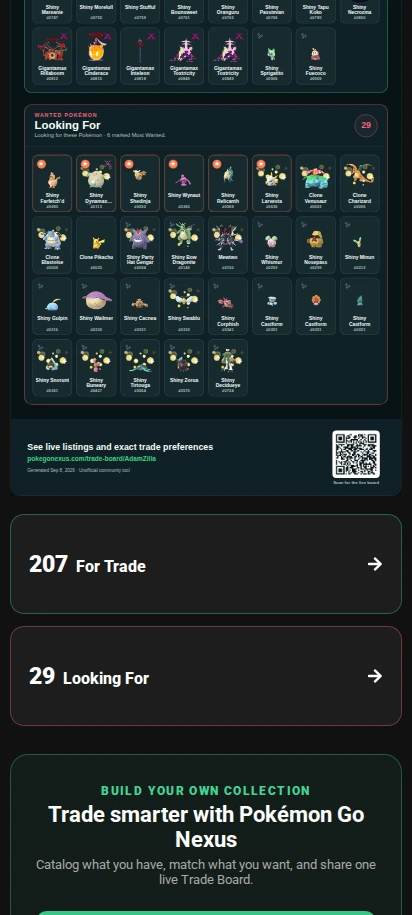 Shiny Mareanie #0747
Shiny Morelull #0755
Shiny Stufful #0759
Shiny Bounsweet #0761
Shiny Oranguru #0765
Shiny Passimian #0766
Shiny Tapu Koko #0785
Shiny Necrozma #0800
Gigantamax Rillaboom #0812
Gigantamax Cinderace #0815
Gigantamax Inteleon #0818
Gigantamax Toxtricity #0849
Gigantamax Toxtricity #0849
Shiny Sprigatito #0906
Shiny Fuecoco #0909
WANTED POKÉMON
Looking For
Looking for these Pokémon · 6 marked Most Wanted.
29
Shiny Farfetch'd #0083
Shiny Dynamax...
Shiny Shedinja #0292
Shiny Wynaut #0360
Shiny Relicanth #0369
Shiny Larvesta #0636
Clone Venusaur #0003
Clone Charizard #0006
Clone Blastoise #0009
Clone Pikachu #0025
Shiny Party Hat Gengar #0094
Shiny Bow Dragonite #0149
Mewtwo #0150
Shiny Whismur #0293
Shiny Nosepass #0299
Shiny Minun #0312
Shiny Gulpin #0316
Shiny Wailmer #0320
Shiny Cacnea #0331
Shiny Swablu #0333
Shiny Corphish #0341
Shiny Castform #0351
Shiny Castform #0351
Shiny Castform #0351
Shiny Snorunt #0361
Shiny Buneary #0427
Shiny Tirtouga #0564
Shiny Zorua #0570
Shiny Decidueye #0724
See live listings and exact trade preferences
pokegonexus.com/trade-board/AdamZilla
Generated Sep 8, 2026 · Unofficial community tool
Scan for the live board
207 For Trade
29 Looking For
BUILD YOUR OWN COLLECTION
Trade smarter with Pokémon Go
Nexus
Catalog what you have, match what you want, and share one
live Trade Board.